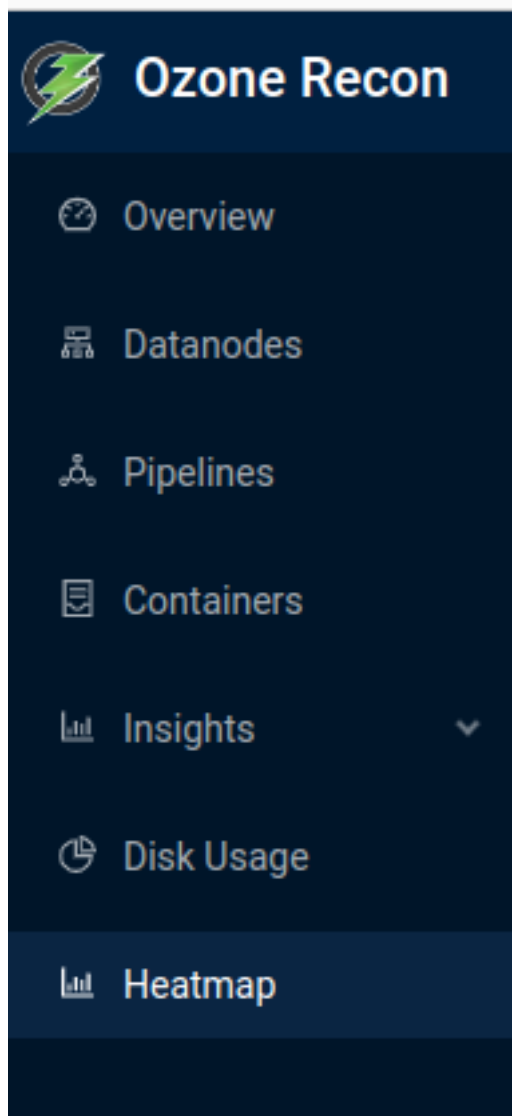 Ozone Recon
Overview
Datanodes
Pipelines
Containers
Insights
Disk Usage
Heatmap